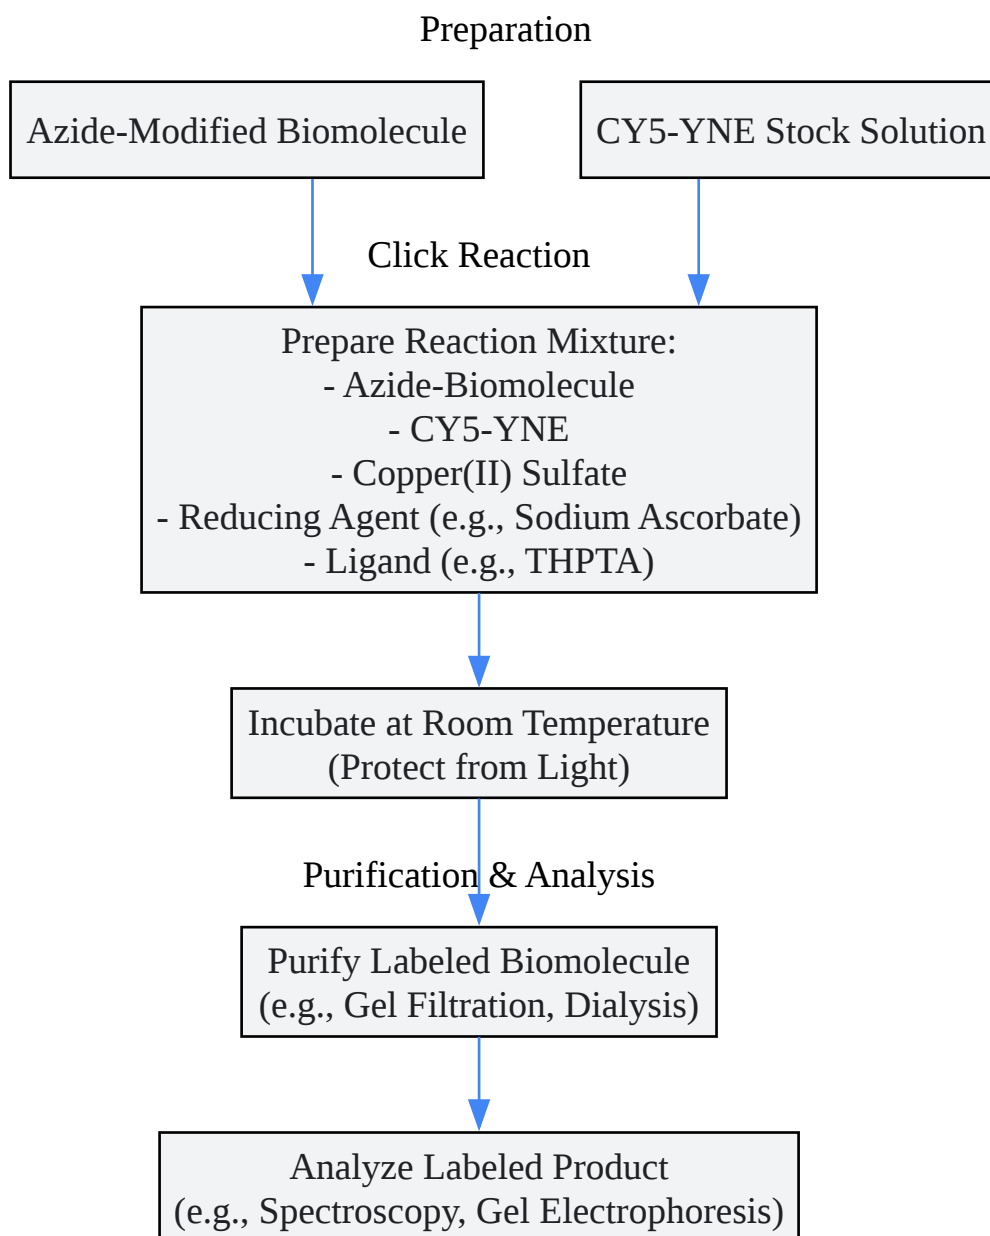 Preparation
Azide-Modified Biomolecule
CY5-YNE Stock Solution
Click Reaction
Prepare Reaction Mixture:
- Azide-Biomolecule
- CY5-YNE
- Copper(II) Sulfate
- Reducing Agent (e.g., Sodium Ascorbate)
- Ligand (e.g., THPTA)
Incubate at Room Temperature
(Protect from Light)
Purification & Analysis
Purify Labeled Biomolecule
(e.g., Gel Filtration, Dialysis)
Analyze Labeled Product
(e.g., Spectroscopy, Gel Electrophoresis)